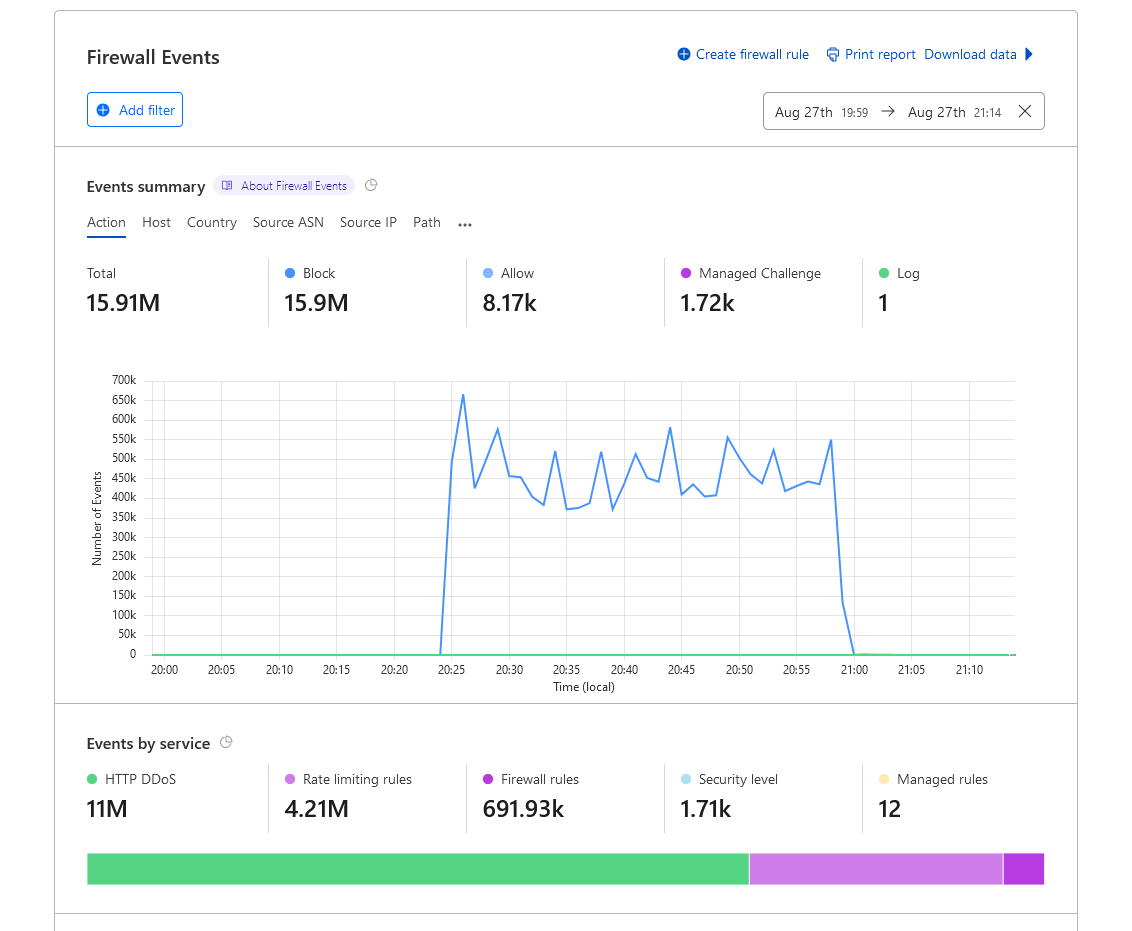 Firewall Events
Create firewall rule Print report Download data
Add filter
Aug 27th 19:59 → Aug 27th 21:14
Events summary About Firewall Events
Action Host Country Source ASN Source IP Path ...
Total Block Allow Managed Challenge Log
15.91M 15.9M 8.17k 1.72k 1
700k
650k
600k
550k
500k
450k
400k
350k
300k
250k
200k
150k
100k
50k
0
Number of Events
20:00 20:05 20:10 20:15 20:20 20:25 20:30 20:35 20:40 20:45 20:50 20:55 21:00 21:05 21:10
Time (local)
Events by service
HTTP DDoS Rate limiting rules Firewall rules Security level Managed rules
11M 4.21M 691.93k 1.71k 12